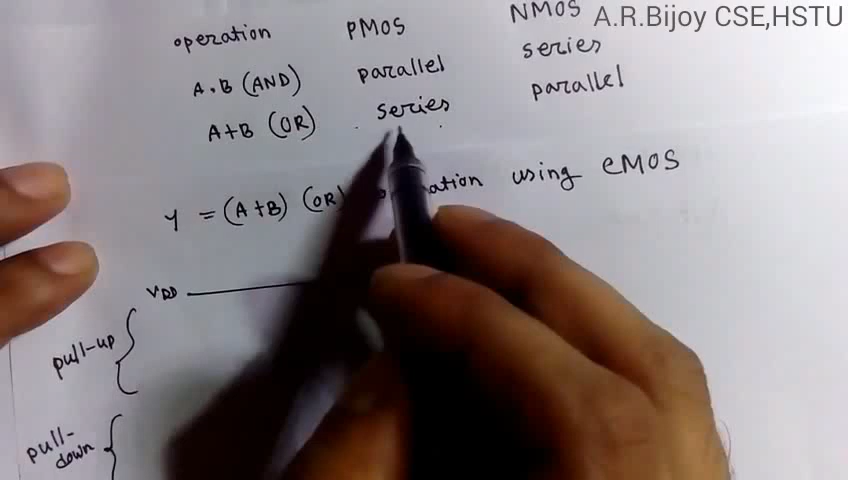 A.R.Bijoy CSE,HSTU
operation PMOS NMOS
A.B (AND) parallel series
A+B (OR) series parallel
Y = (A+B) (OR) using CMOS
VDD
pull-up
pull-
down